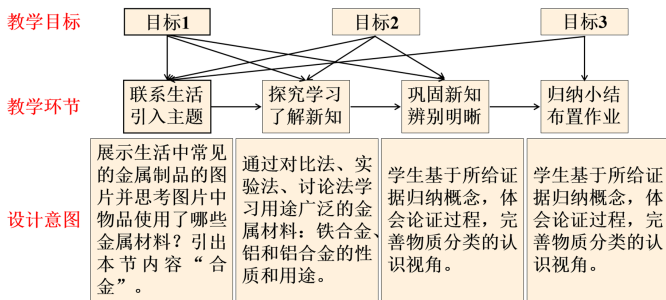 教学目标
目标1
目标2
目标3
教学环节
联系生活
引入主题
探究学习
了解新知
巩固新知
辨别明晰
归纳小结
布置作业
设计意图
展示生活中常见
的金属制品的图
片并思考图片中
物品使用了哪些
金属材料？引出
本节内容“合
金”。
通过对比法、实
验法、讨论法学
习用途广泛的金
属材料：铁合金、
铝和铝合金的性
质和用途。
学生基于所给证
据归纳概念，体
会论证过程，完
善物质分类的认
识视角。
学生基于所给证
据归纳概念，体
会论证过程，完
善物质分类的认
识视角。